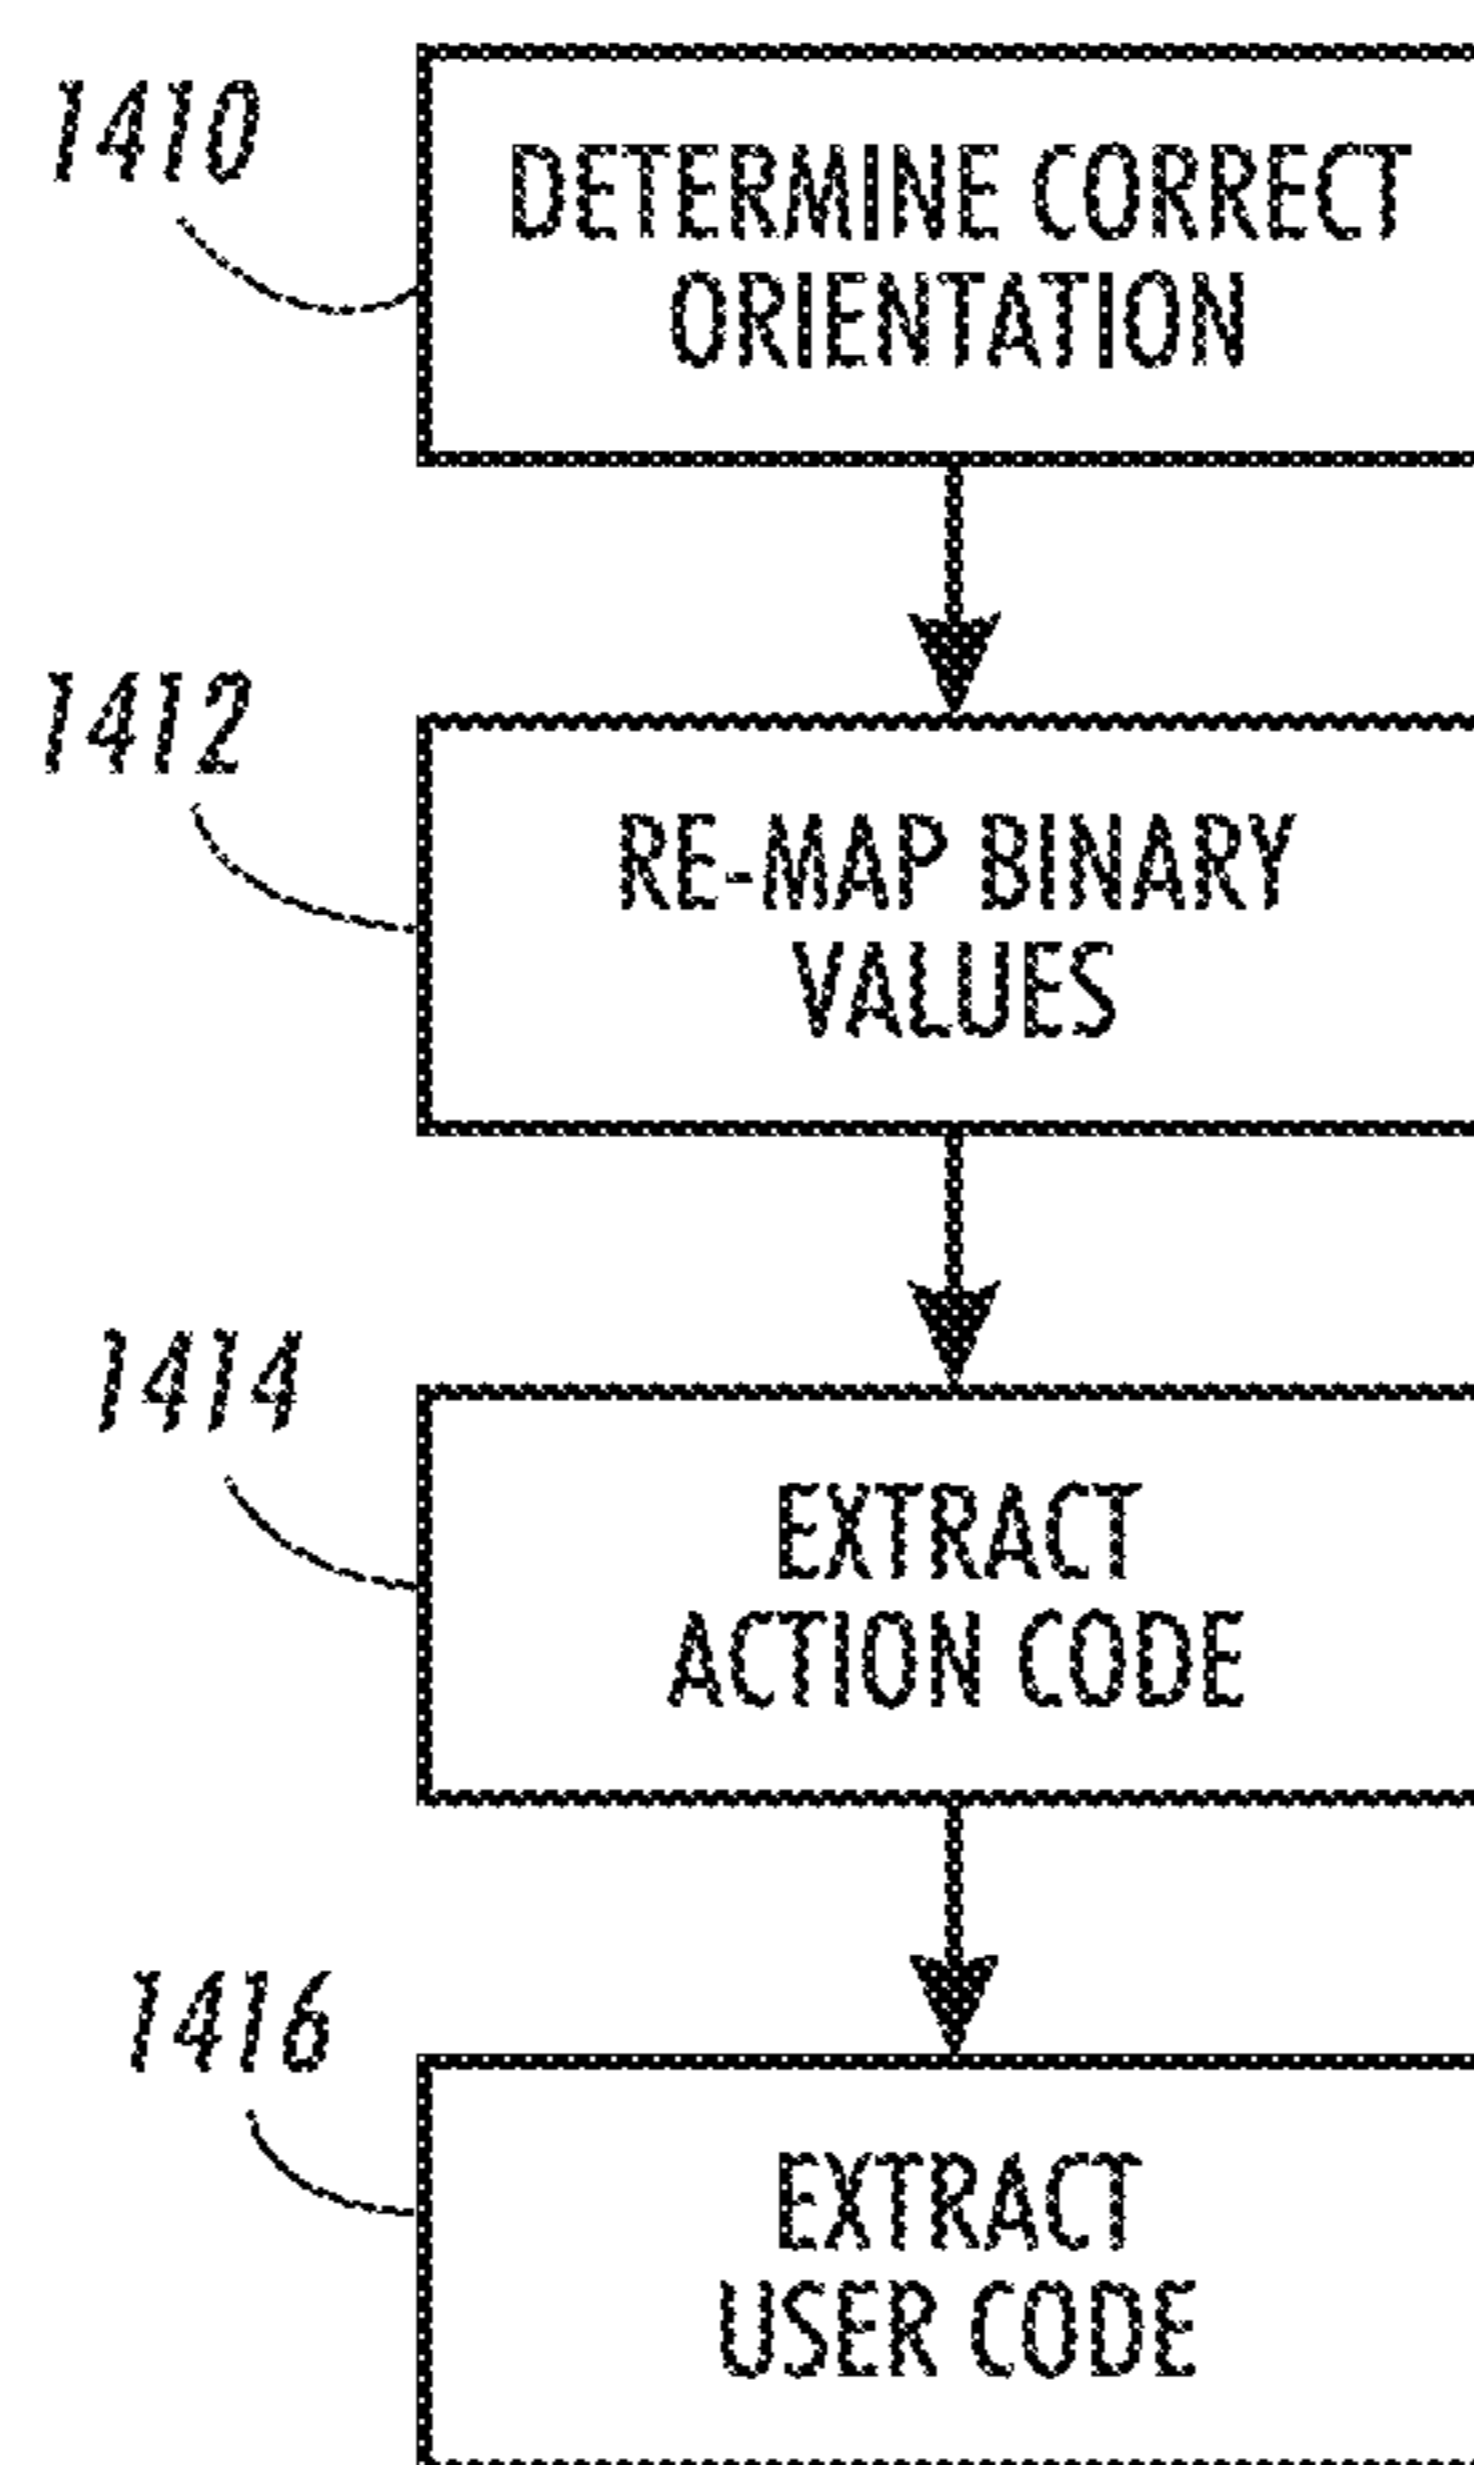 1410
DETERMINE CORRECT
ORIENTATION
1412
RE-MAP BINARY
VALUES
1414
EXTRACT
ACTION CODE
1416
EXTRACT
USER CODE